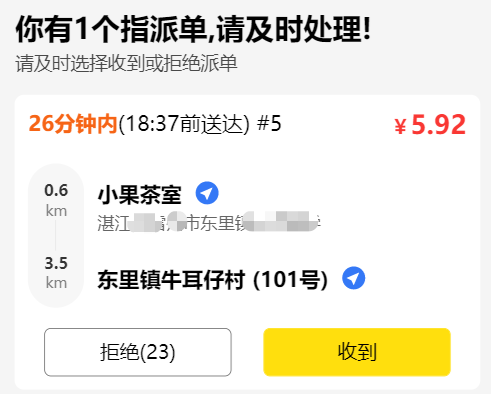 你有1个指派单,请及时处理!
请及时选择收到或拒绝派单
26分钟内(18:37前送达) #5
¥5.92
0.6
km
小果茶室
湛江 市东里镇
3.5
km
东里镇牛耳仔村 (101号)
拒绝(23)
收到